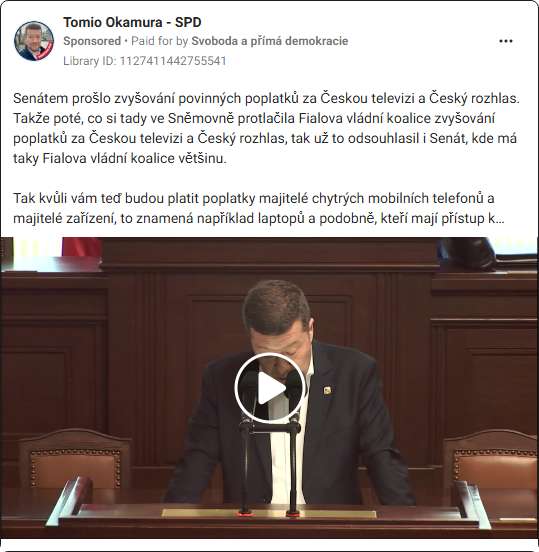 Tomio Okamura - SPD
Sponsored • Paid for by Svoboda a přímá demokracie
Library ID: 1127411442755541
Senátem prošlo zvyšování povinných poplatků za Českou televizi a Český rozhlas.
Takže poté, co si tady ve Sněmovně protlačila Fialova vládní koalice zvyšování
poplatků za Českou televizi a Český rozhlas, tak už to odsouhlasil i Senát, kde má
taky Fialova vládní koalice většinu.
Tak kvůli vám teď budou platit poplatky majitelé chytrých mobilních telefonů a
majitelé zařízení, to znamená například laptopů a podobně, kteří mají přístup k...